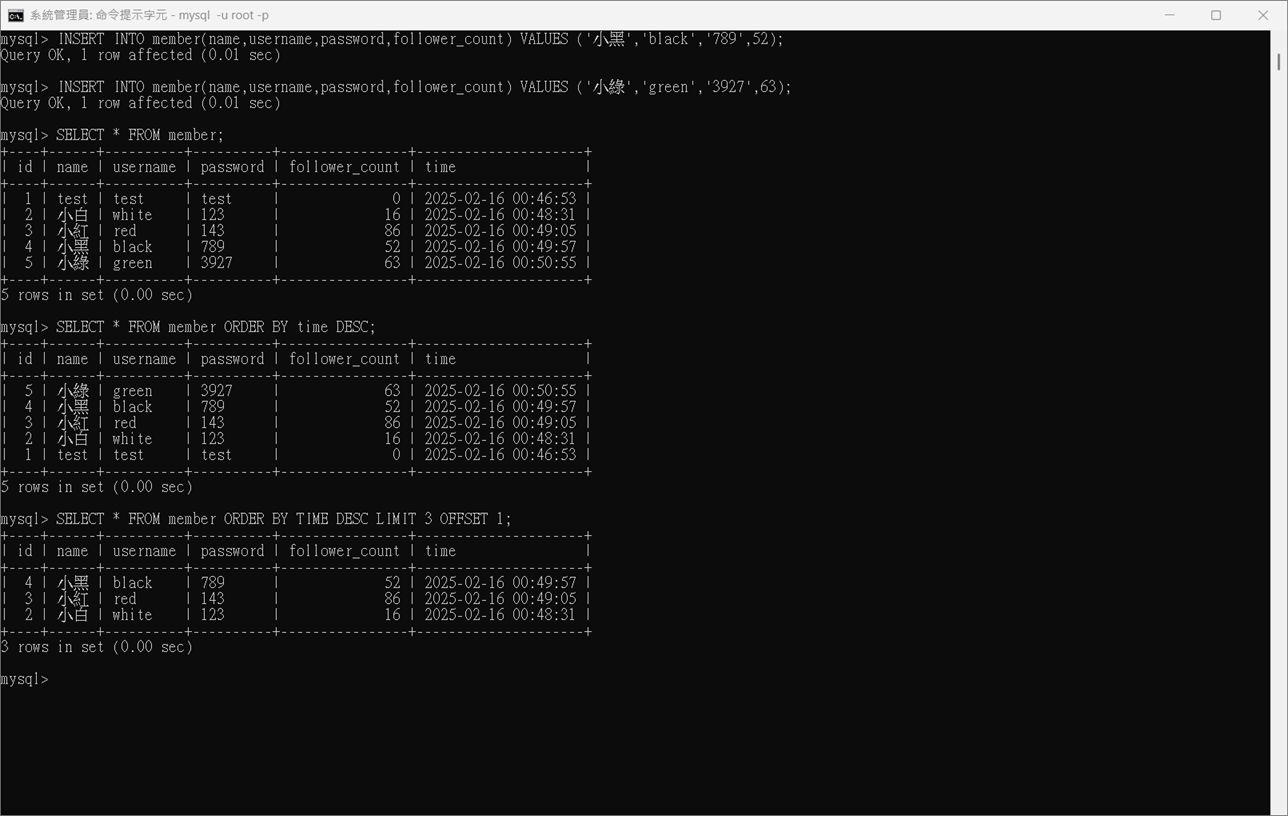 系統管理員: 命令提示字元 - mysql  -u root -p
mysql> INSERT INTO member(name,username,password,follower_count) VALUES ('小黑','black','789',52);
Query OK, 1 row affected (0.01 sec)
mysql> INSERT INTO member(name,username,password,follower_count) VALUES ('小綠','green','3927',63);
Query OK, 1 row affected (0.01 sec)
mysql> SELECT * FROM member;
+----+------+----------+----------+----------------+---------------------+
| id | name | username | password | follower_count | time                |
+----+------+----------+----------+----------------+---------------------+
|  1 | test | test     | test     |              0 | 2025-02-16 00:46:53 |
|  2 | 小白 | white    | 123      |             16 | 2025-02-16 00:48:31 |
|  3 | 小紅 | red      | 143      |             86 | 2025-02-16 00:49:05 |
|  4 | 小黑 | black    | 789      |             52 | 2025-02-16 00:49:57 |
|  5 | 小綠 | green    | 3927     |             63 | 2025-02-16 00:50:55 |
+----+------+----------+----------+----------------+---------------------+
5 rows in set (0.00 sec)
mysql> SELECT * FROM member ORDER BY time DESC;
+----+------+----------+----------+----------------+---------------------+
| id | name | username | password | follower_count | time                |
+----+------+----------+----------+----------------+---------------------+
|  5 | 小綠 | green    | 3927     |             63 | 2025-02-16 00:50:55 |
|  4 | 小黑 | black    | 789      |             52 | 2025-02-16 00:49:57 |
|  3 | 小紅 | red      | 143      |             86 | 2025-02-16 00:49:05 |
|  2 | 小白 | white    | 123      |             16 | 2025-02-16 00:48:31 |
|  1 | test | test     | test     |              0 | 2025-02-16 00:46:53 |
+----+------+----------+----------+----------------+---------------------+
5 rows in set (0.00 sec)
mysql> SELECT * FROM member ORDER BY TIME DESC LIMIT 3 OFFSET 1;
+----+------+----------+----------+----------------+---------------------+
| id | name | username | password | follower_count | time                |
+----+------+----------+----------+----------------+---------------------+
|  4 | 小黑 | black    | 789      |             52 | 2025-02-16 00:49:57 |
|  3 | 小紅 | red      | 143      |             86 | 2025-02-16 00:49:05 |
|  2 | 小白 | white    | 123      |             16 | 2025-02-16 00:48:31 |
+----+------+----------+----------+----------------+---------------------+
3 rows in set (0.00 sec)
mysql>